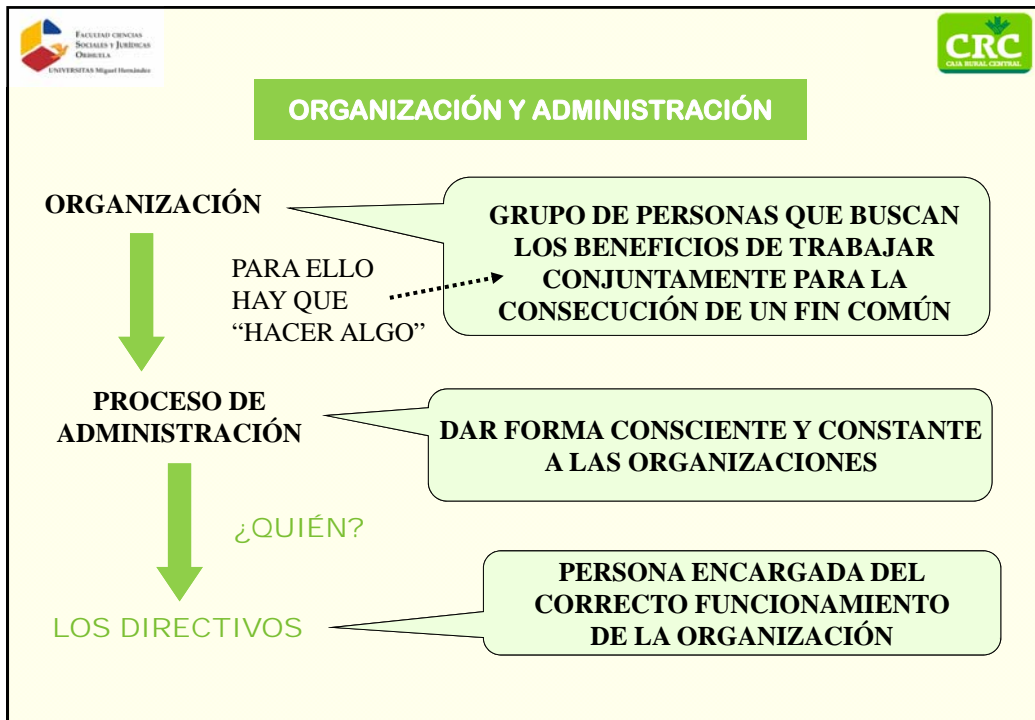 FACULTAD CIENCIAS
SOCIALES Y JURÍDICAS
ORIHUELA
UNIVERSITAS Miguel Hernández
CRC
CAJA RURAL CENTRAL
ORGANIZACIÓN Y ADMINISTRACIÓN
ORGANIZACIÓN
GRUPO DE PERSONAS QUE BUSCAN
LOS BENEFICIOS DE TRABAJAR
CONJUNTAMENTE PARA LA
CONSECUCIÓN DE UN FIN COMÚN
PARA ELLO
HAY QUE
“HACER ALGO”
PROCESO DE
ADMINISTRACIÓN
DAR FORMA CONSCIENTE Y CONSTANTE
A LAS ORGANIZACIONES
¿QUIÉN?
LOS DIRECTIVOS
PERSONA ENCARGADA DEL
CORRECTO FUNCIONAMIENTO
DE LA ORGANIZACIÓN